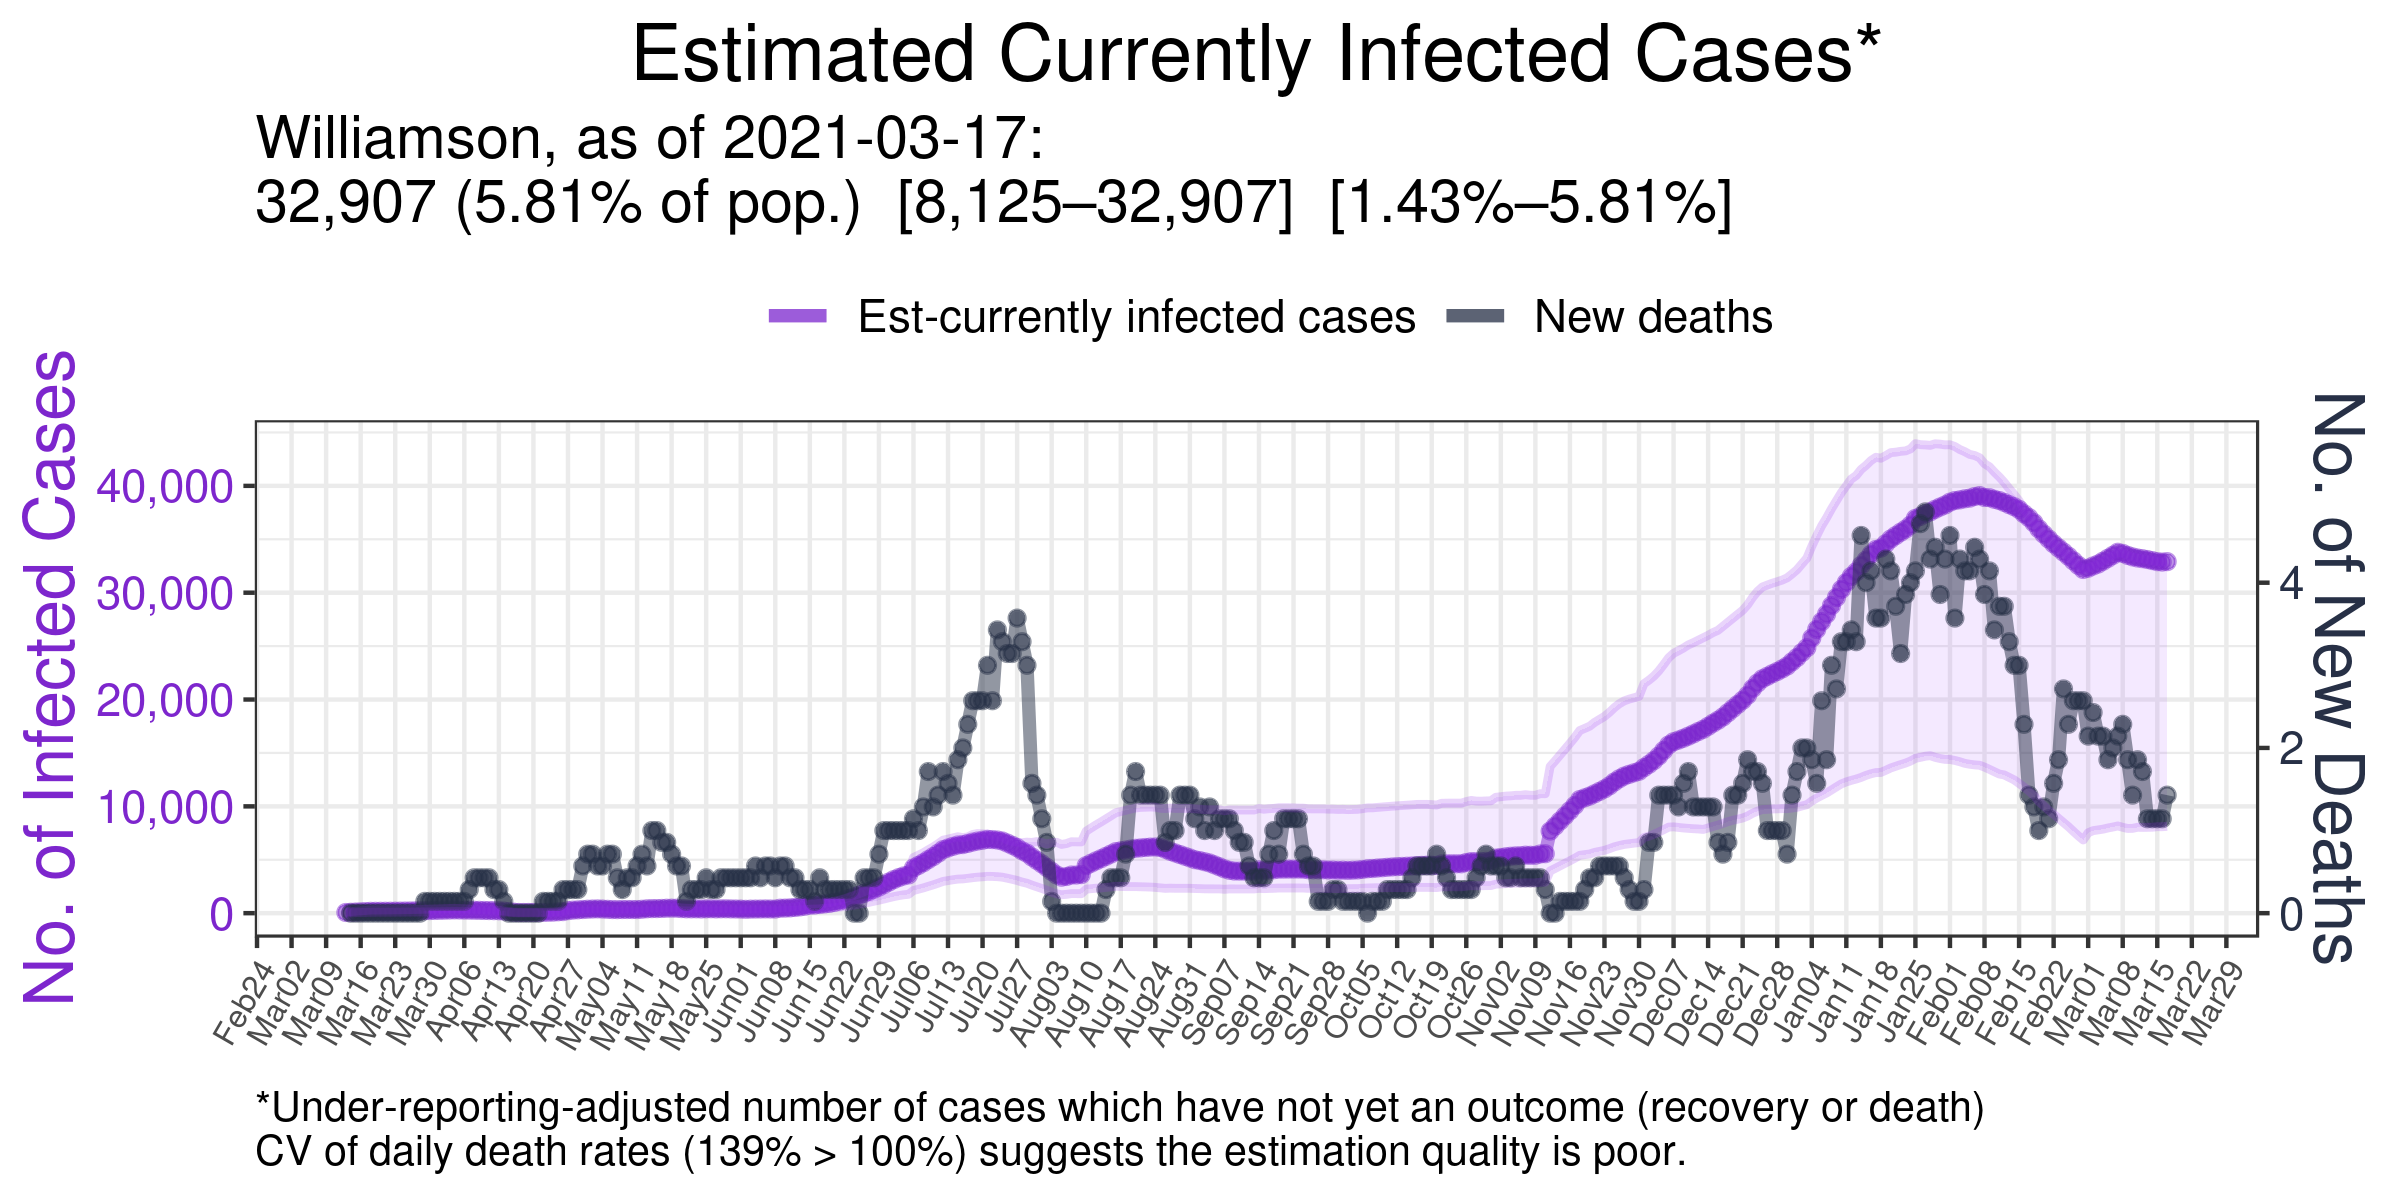 Estimated Currently Infected Cases*
Williamson, as of 2021-03-17:
32,907 (5.81% of pop.) [8,125–32,907] [1.43%–5.81%]
Est-currently infected cases New deaths
No. of Infected Cases
40,000
30,000
20,000
10,000
0
4
2
0
No. of New Deaths
Feb24 Mar02 Mar09 Mar16 Mar23 Mar30 Apr06 Apr13 Apr20 Apr27 May04 May11 May18 May25 Jun01 Jun08 Jun15 Jun22 Jun29 Jul06 Jul13 Jul20 Jul27 Aug03 Aug10 Aug17 Aug24 Aug31 Sep07 Sep14 Sep21 Sep28 Oct05 Oct12 Oct19 Oct26 Nov02 Nov09 Nov16 Nov23 Nov30 Dec07 Dec14 Dec21 Dec28 Jan04 Jan11 Jan18 Jan25 Feb01 Feb08 Feb15 Feb22 Mar01 Mar08 Mar15 Mar22 Mar29
*Under-reporting-adjusted number of cases which have not yet an outcome (recovery or death)
CV of daily death rates (139% > 100%) suggests the estimation quality is poor.